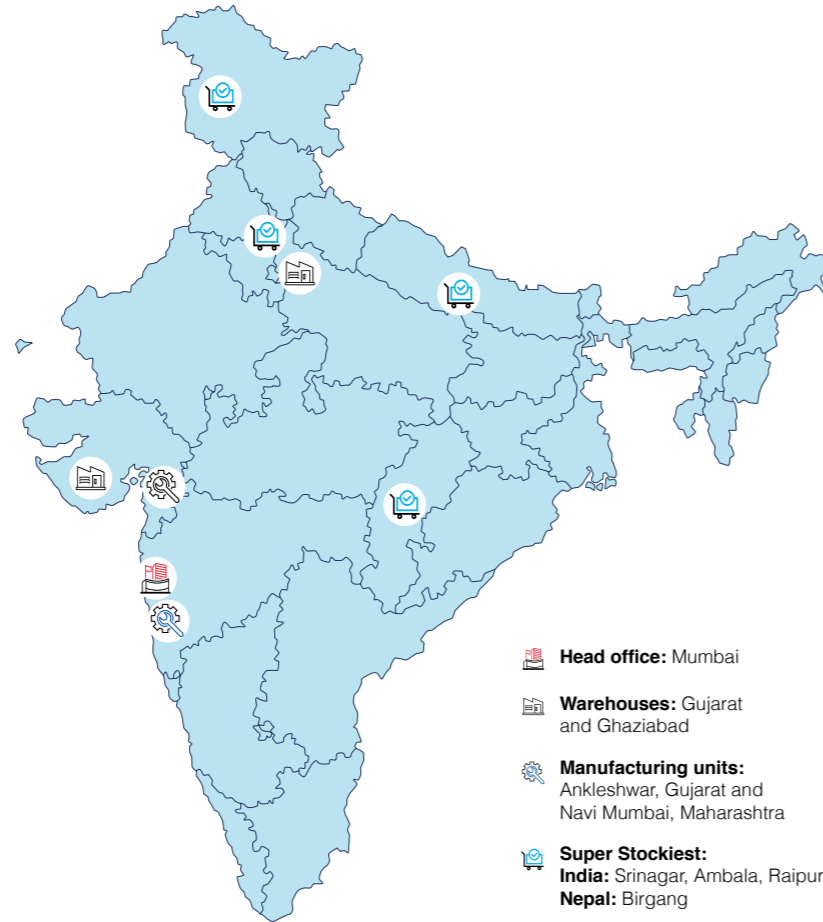 Head office: Mumbai
Warehouses: Gujarat
and Ghaziabad
Manufacturing units:
Ankleshwar, Gujarat and
Navi Mumbai, Maharashtra
Super Stockiest:
India: Srinagar, Ambala, Raipur
Nepal: Birgang